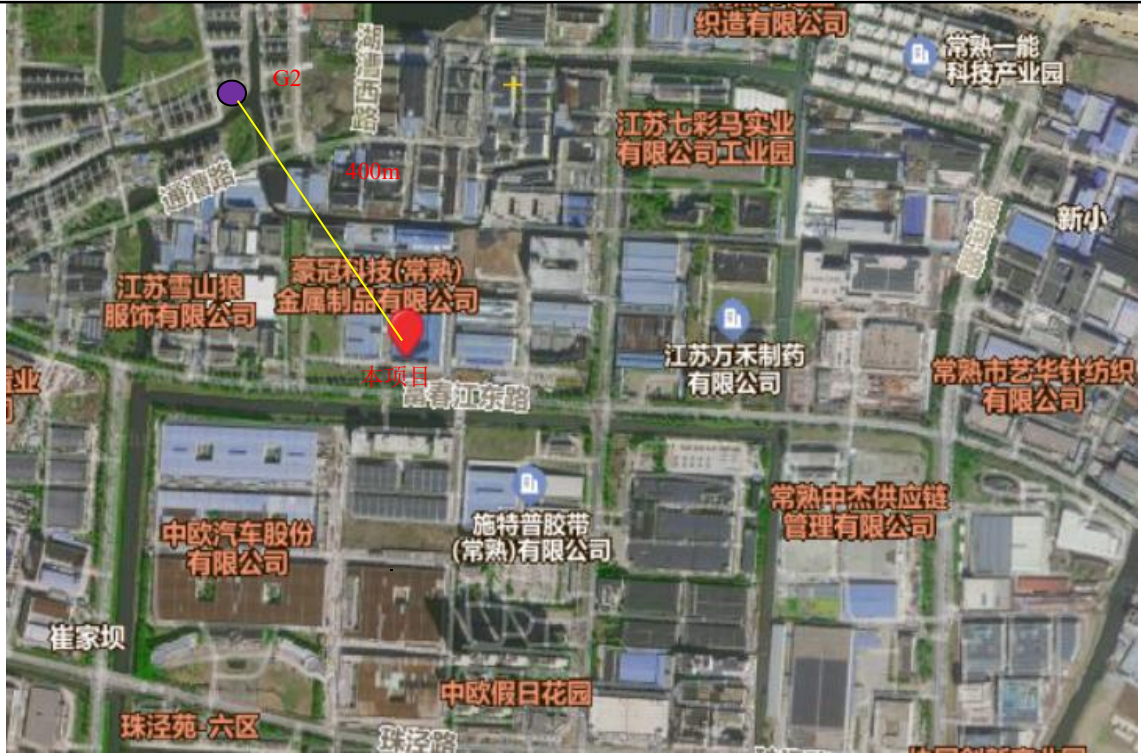 织造有限公司
常熟一能
科技产业园
湖漕西路
G2
江苏七彩马实业
有限公司工业园
400m
通漕路
新小
豪冠科技(常熟)
金属制品有限公司
江苏雪山狼
服饰有限公司
江苏万禾制药
有限公司
常熟市艺华针纺织
有限公司
本项目
富春江东路
常熟中杰供应链
管理有限公司
施特普胶带
(常熟)有限公司
中欧汽车股份
有限公司
崔家坝
中欧假日花园
珠泾苑-六区
珠泾路